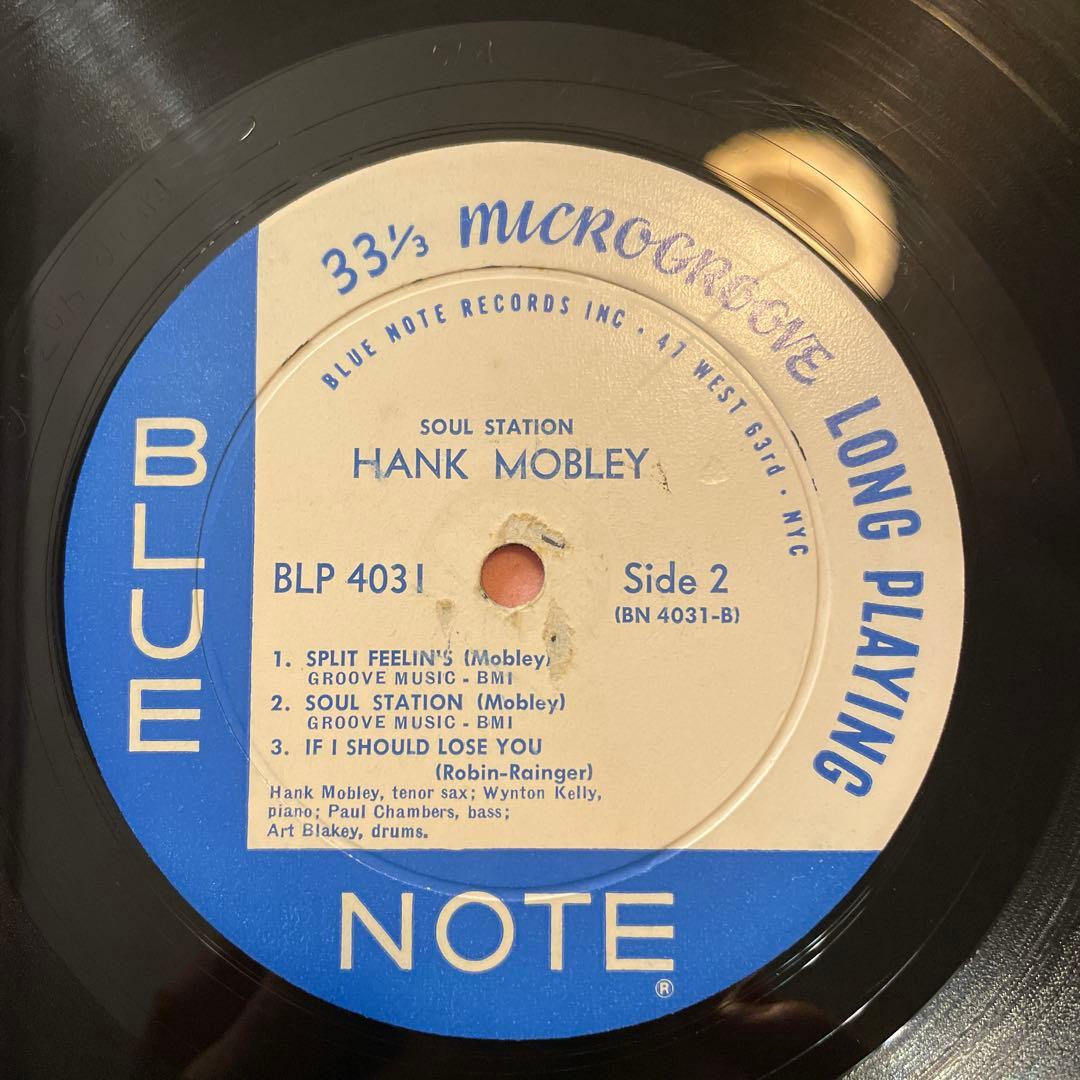 33⅓ MICROGROOVE LONG PLAYING
BLUE NOTE RECORDS INC · 47 WEST 63rd · NYC
SOUL STATION
HANK MOBLEY
BLP 4031
Side 2
(BN 4031-B)
1. SPLIT FEELIN'S (Mobley)
GROOVE MUSIC - BMI
2. SOUL STATION (Mobley)
GROOVE MUSIC - BMI
3. IF I SHOULD LOSE YOU
(Robin-Rainger)
Hank Mobley, tenor sax; Wynton Kelly,
piano; Paul Chambers, bass;
Art Blakey, drums.
BLUE
NOTE
®